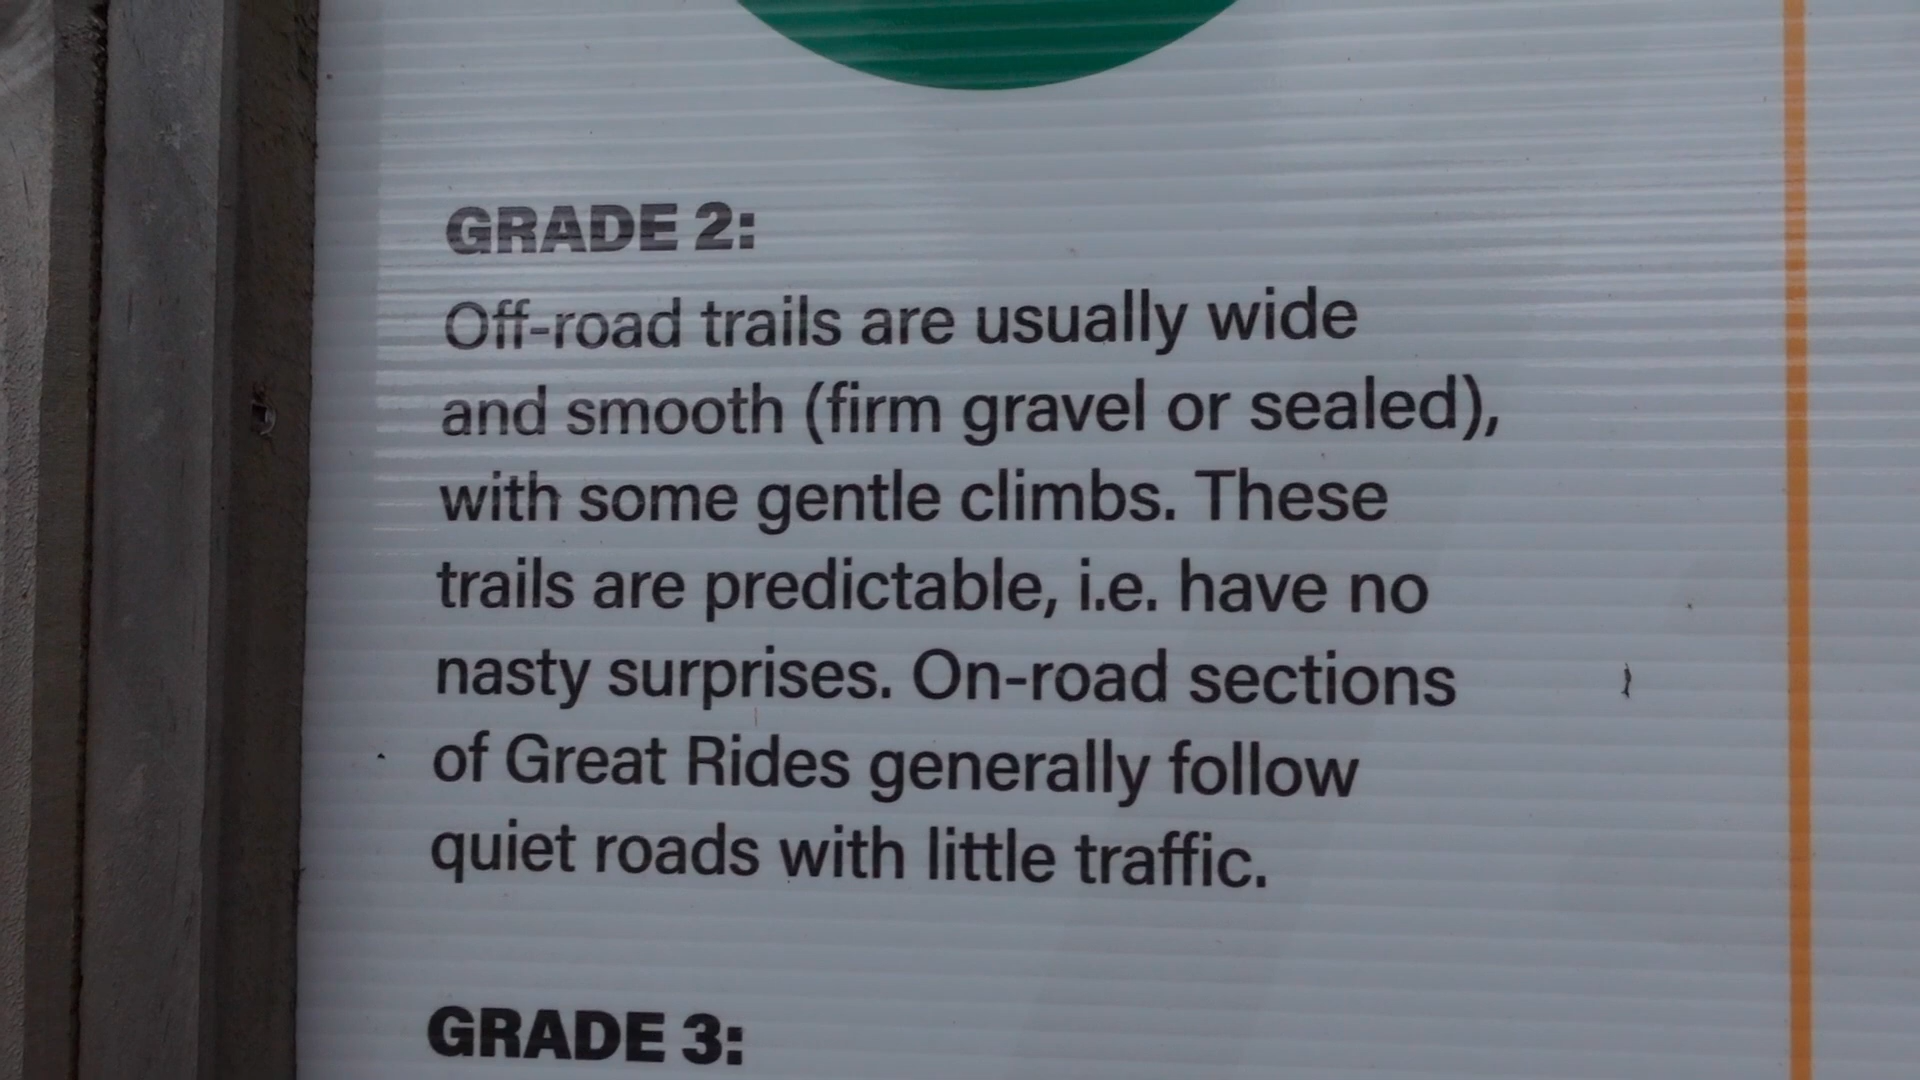 GRADE 2:
Off-road trails are usually wide
and smooth (firm gravel or sealed),
with some gentle climbs. These
trails are predictable, i.e. have no
nasty surprises. On-road sections
of Great Rides generally follow
quiet roads with little traffic.
GRADE 3: